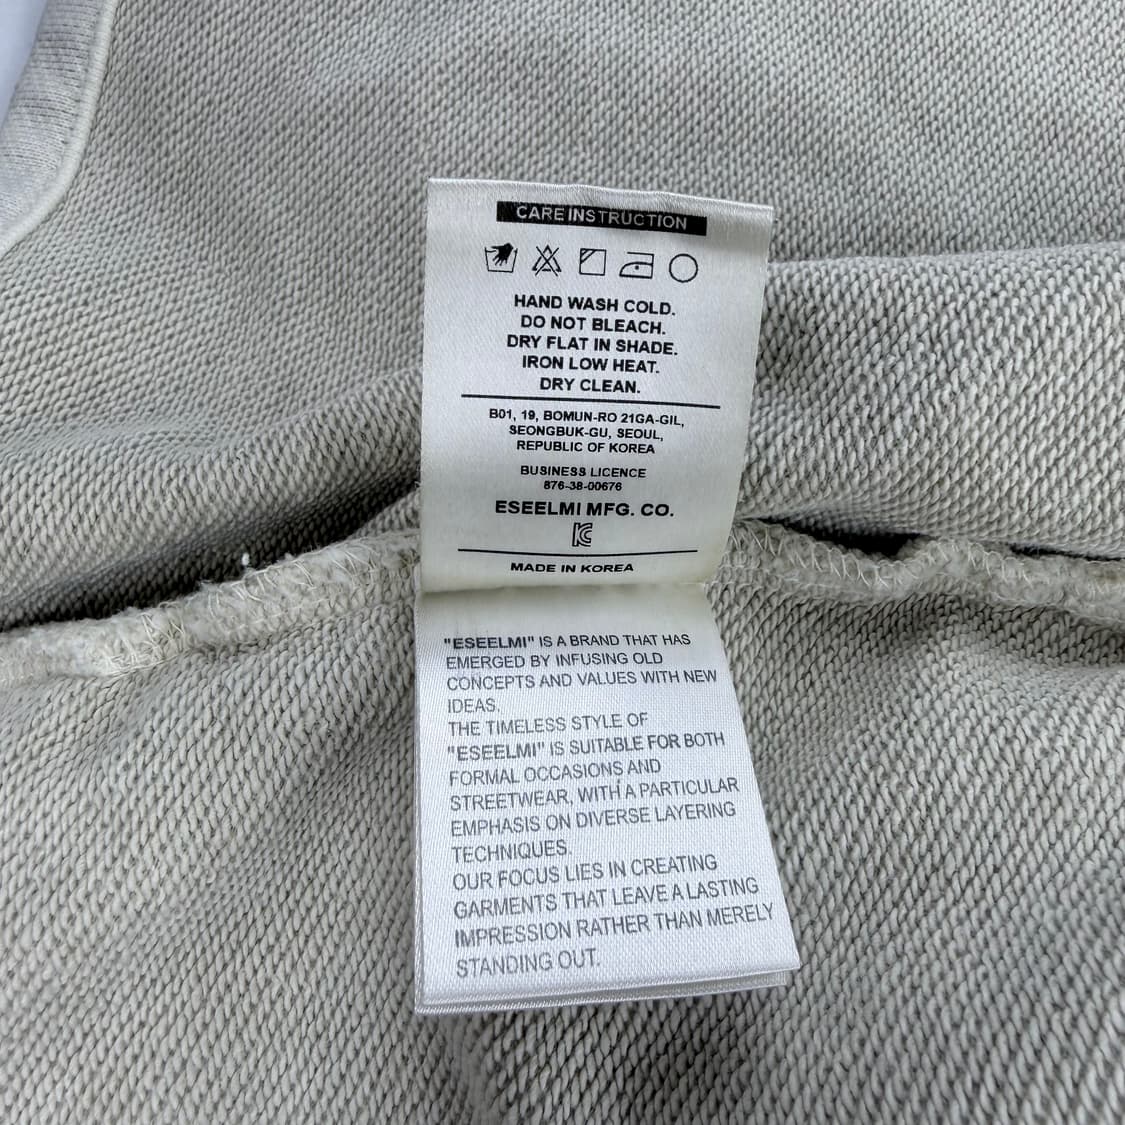 CARE INSTRUCTION
HAND WASH COLD.
DO NOT BLEACH.
DRY FLAT IN SHADE.
IRON LOW HEAT.
DRY CLEAN.
B01, 19, BOMUN-RO 21GA-GIL,
SEONGBUK-GU, SEOUL,
REPUBLIC OF KOREA
BUSINESS LICENCE
876-38-00676
ESEELMI MFG. CO.
KC
MADE IN KOREA
"ESEELMI" IS A BRAND THAT HAS
EMERGED BY INFUSING OLD
CONCEPTS AND VALUES WITH NEW
IDEAS.
THE TIMELESS STYLE OF
"ESEELMI" IS SUITABLE FOR BOTH
FORMAL OCCASIONS AND
STREETWEAR, WITH A PARTICULAR
EMPHASIS ON DIVERSE LAYERING
TECHNIQUES.
OUR FOCUS LIES IN CREATING
GARMENTS THAT LEAVE A LASTING
IMPRESSION RATHER THAN MERELY
STANDING OUT.